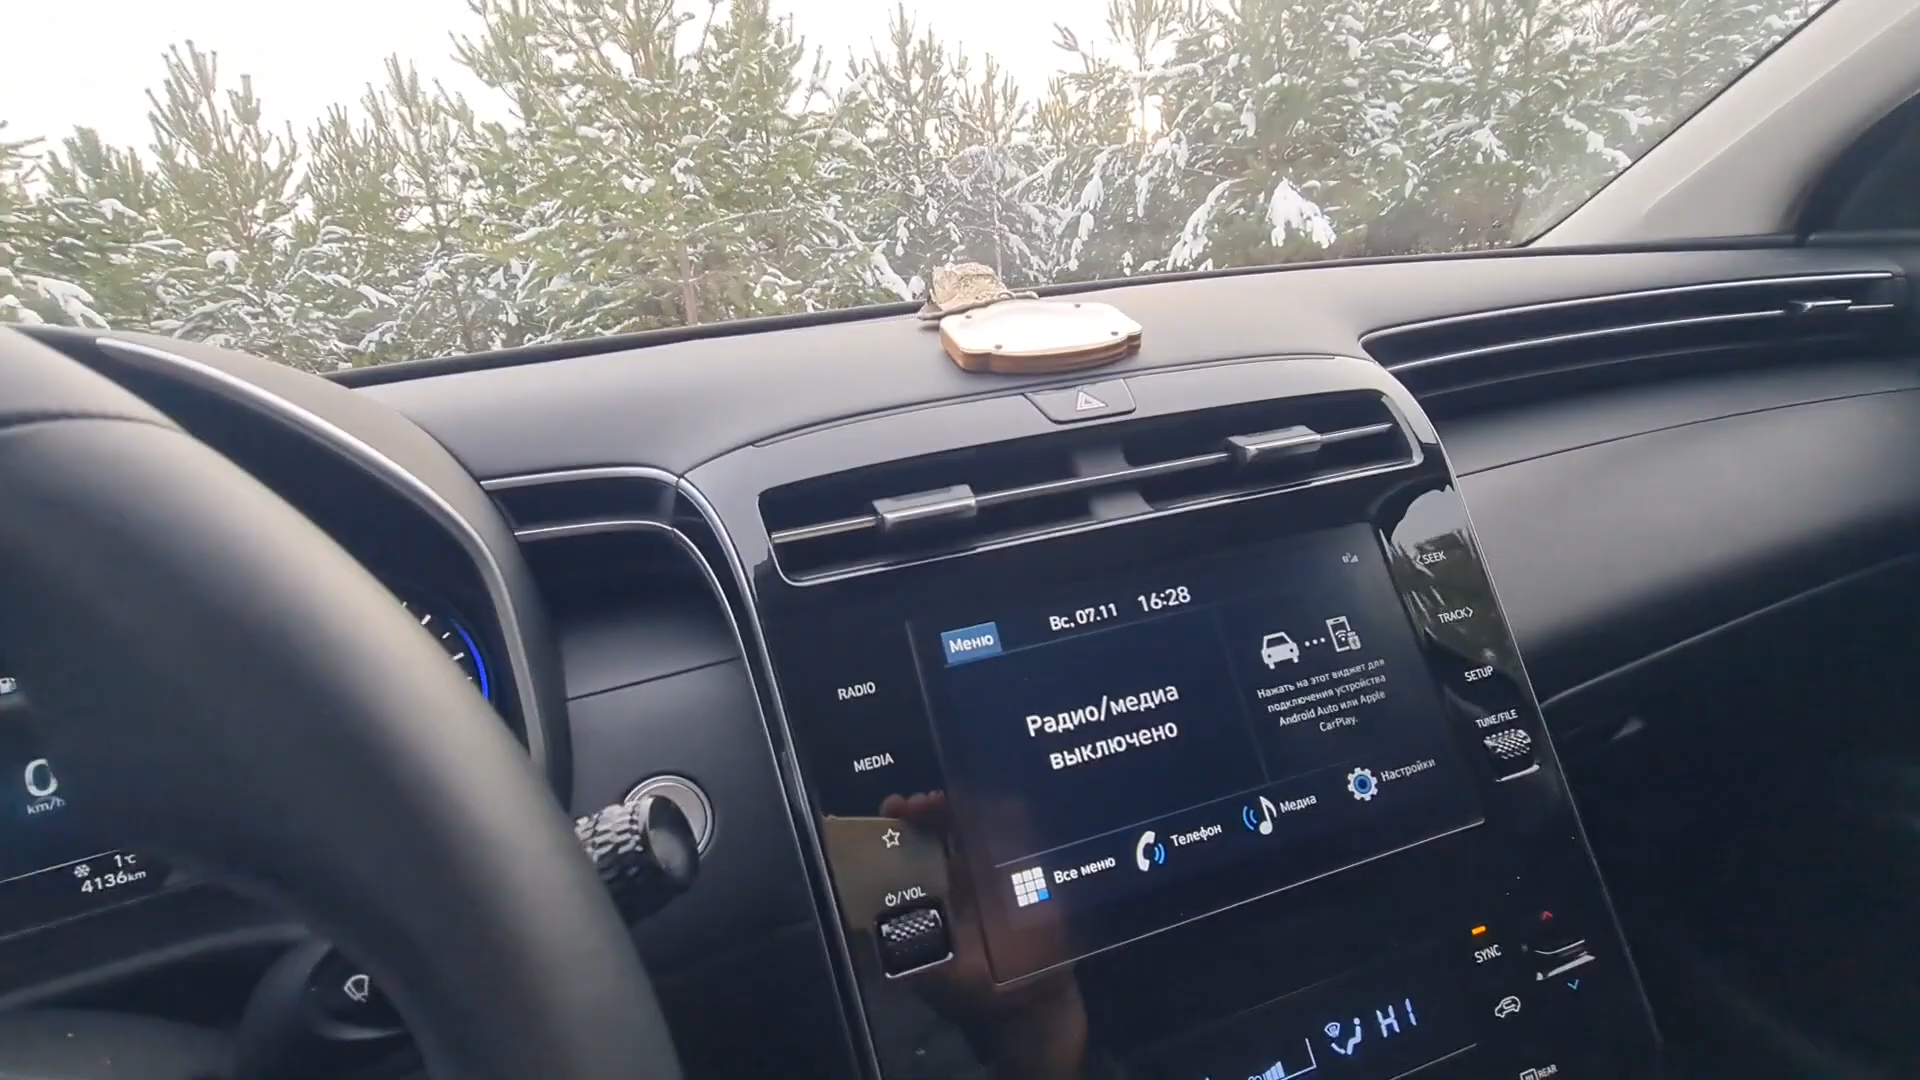 Меню
Вс, 07.11 16:28
Радио/медиа
выключено
Нажать на этот виджет для
подключения устройства
Android Auto или Apple
CarPlay.
Все меню
Телефон
Медиа
Настройки
RADIO
MEDIA
/VOL
<SEEK
TRACK>
SETUP
TUNE/FILE
SYNC
HI
REAR
0
km/h
1°C
4136km